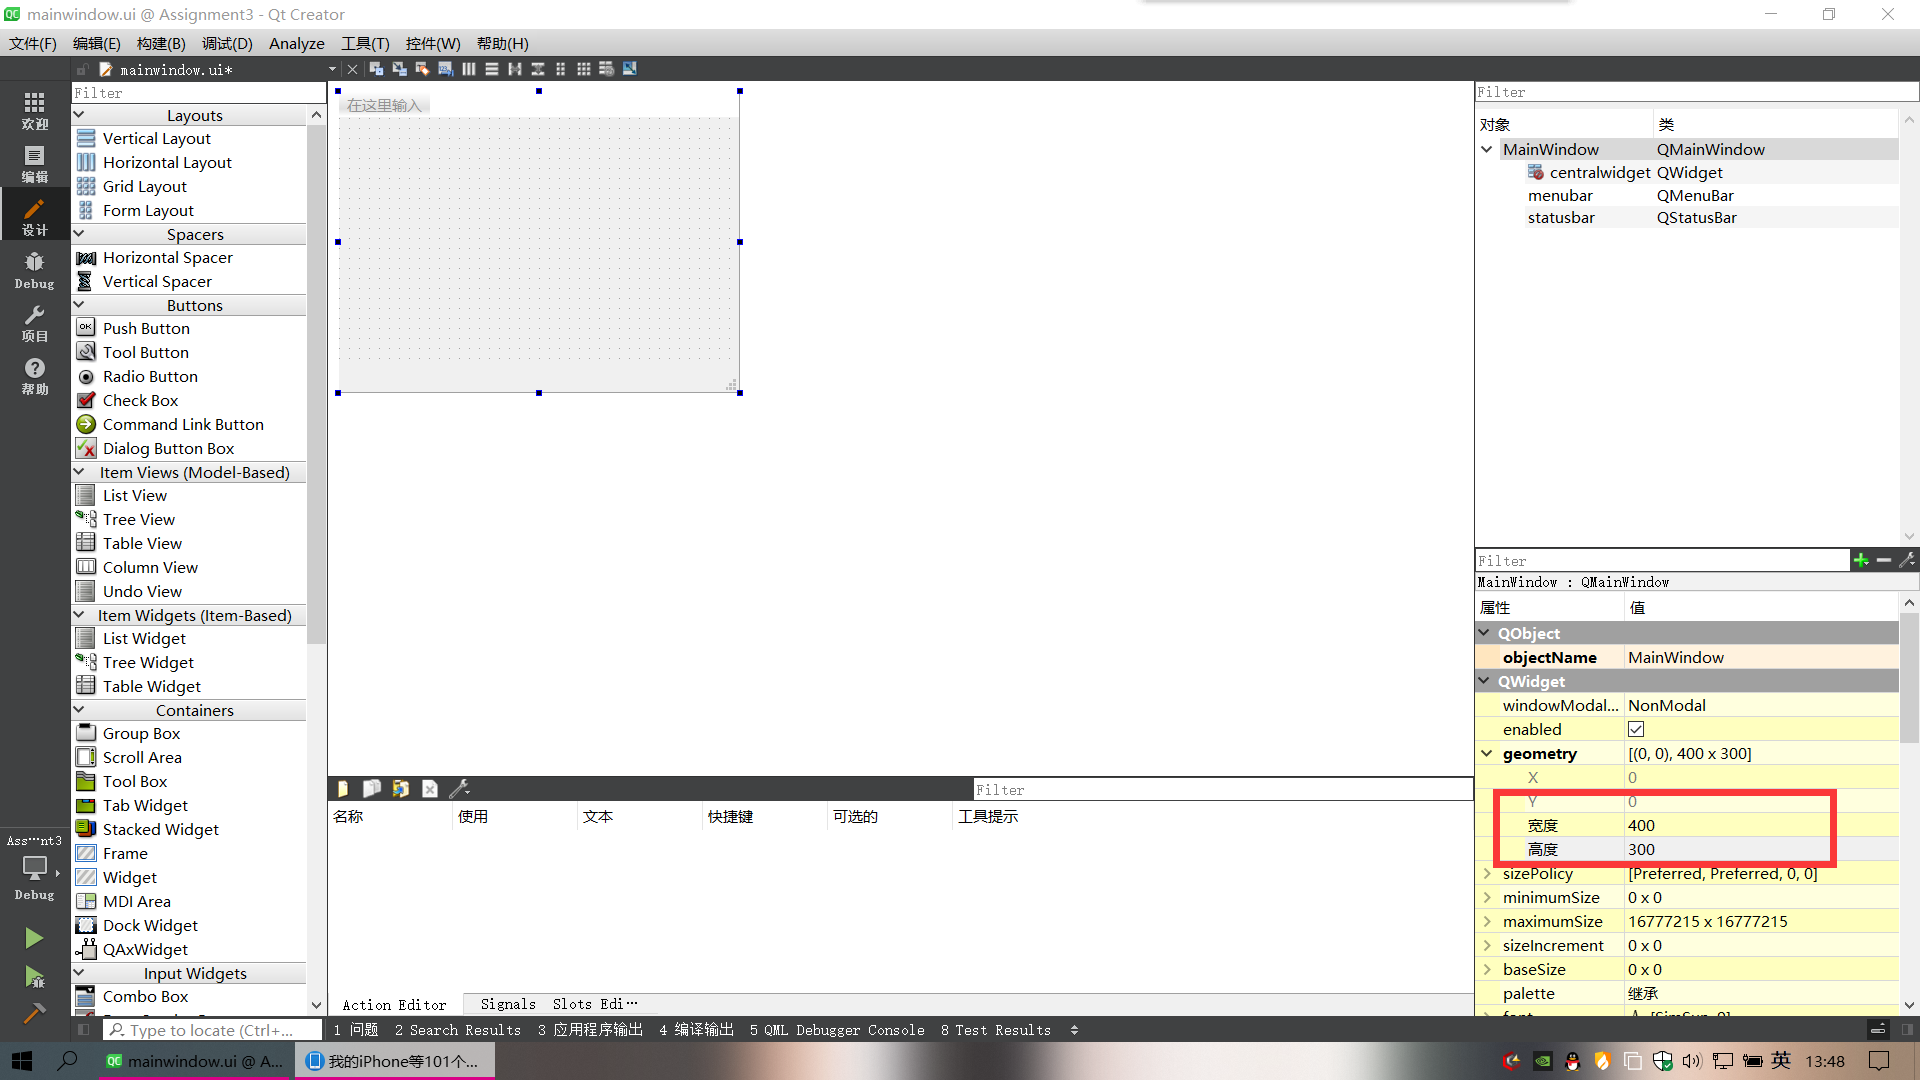 mainwindow.ui @ Assignment3 - Qt Creator
文件(F) 编辑(E) 构建(B) 调试(D) Analyze 工具(T) 控件(W) 帮助(H)
mainwindow.ui*
欢迎
编辑
设计
Debug
项目
帮助
Ass···nt3
Debug
Filter
Layouts
Vertical Layout
Horizontal Layout
Grid Layout
Form Layout
Spacers
Horizontal Spacer
Vertical Spacer
Buttons
Push Button
Tool Button
Radio Button
Check Box
Command Link Button
Dialog Button Box
Item Views (Model-Based)
List View
Tree View
Table View
Column View
Undo View
Item Widgets (Item-Based)
List Widget
Tree Widget
Table Widget
Containers
Group Box
Scroll Area
Tool Box
Tab Widget
Stacked Widget
Frame
Widget
MDI Area
Dock Widget
QAxWidget
Input Widgets
Combo Box
在这里输入
Filter
名称 使用 文本 快捷键 可选的 工具提示
Action Editor Signals Slots Edi···
Filter
对象 类
MainWindow QMainWindow
centralwidget QWidget
menubar QMenuBar
statusbar QStatusBar
Filter
MainWindow : QMainWindow
属性 值
QObject
objectName MainWindow
QWidget
windowModal... NonModal
enabled
geometry [(0, 0), 400 x 300]
X 0
Y 0
宽度 400
高度 300
sizePolicy [Preferred, Preferred, 0, 0]
minimumSize 0 x 0
maximumSize 16777215 x 16777215
sizeIncrement 0 x 0
baseSize 0 x 0
palette 继承
Type to locate (Ctrl+... 1 问题 2 Search Results 3 应用程序输出 4 编译输出 5 QML Debugger Console 8 Test Results
mainwindow.ui @ A... 我的iPhone等101个... 英 13:48